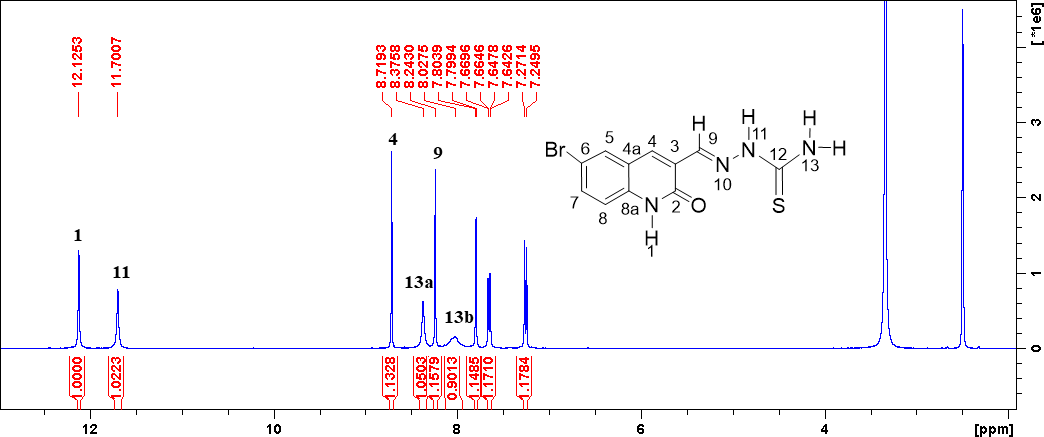 12.1253
11.7007
8.7193
8.3758
8.2430
8.0275
7.8039
7.7994
7.6696
7.6646
7.6478
7.6426
7.2714
7.2495
[ *1e6]
3
2
1
0
4
9
1
11
13a
13b
H
H
H
Br
6
5
4a
4
3
9
11
N
N
10
12
N
13
H
S
7
8
8a
N
2
O
H
1
1.0000
1.0223
1.1328
1.0503
1.1579
0.9013
1.1485
1.1710
1.1784
12
10
8
6
4
[ppm]